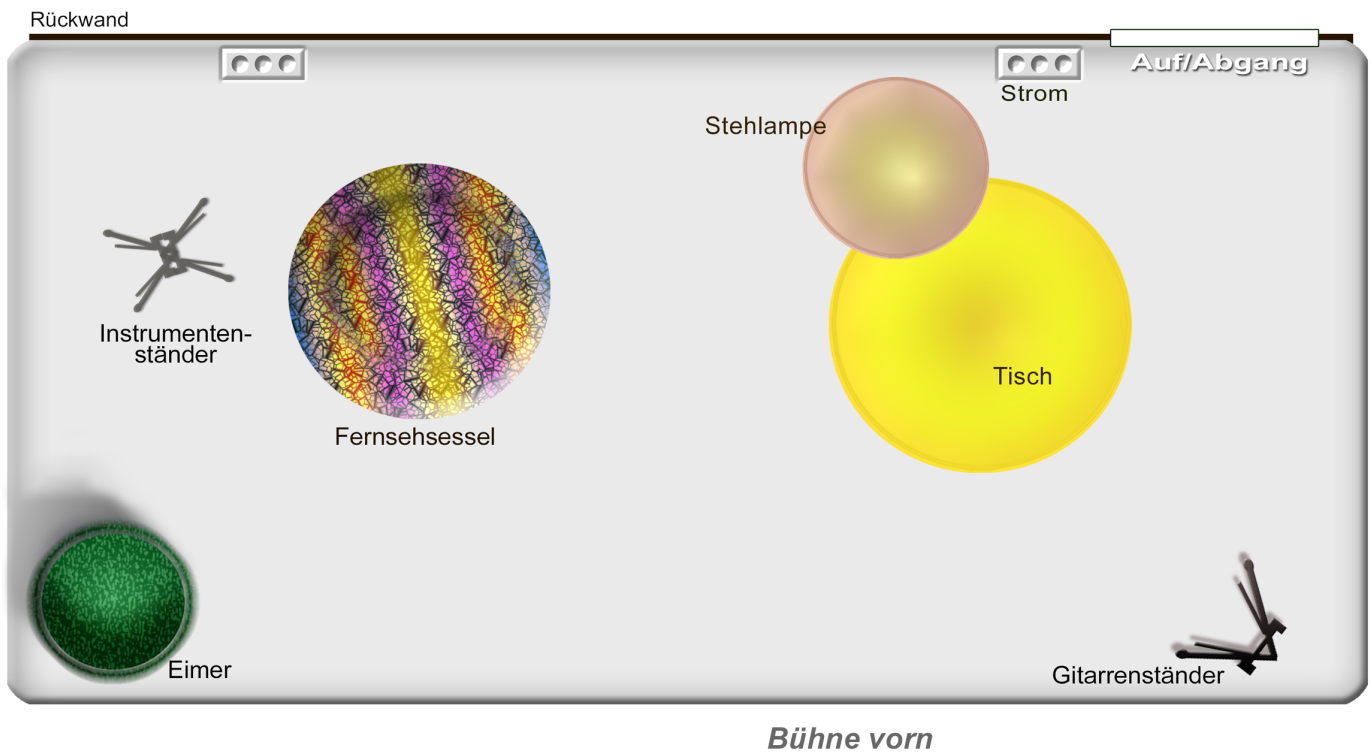 Rückwand
Auf/Abgang
Strom
Stehlampe
Instrumenten-
ständer
Tisch
Fernsehsessel
Eimer
Gitarrenständer
Bühne vorn